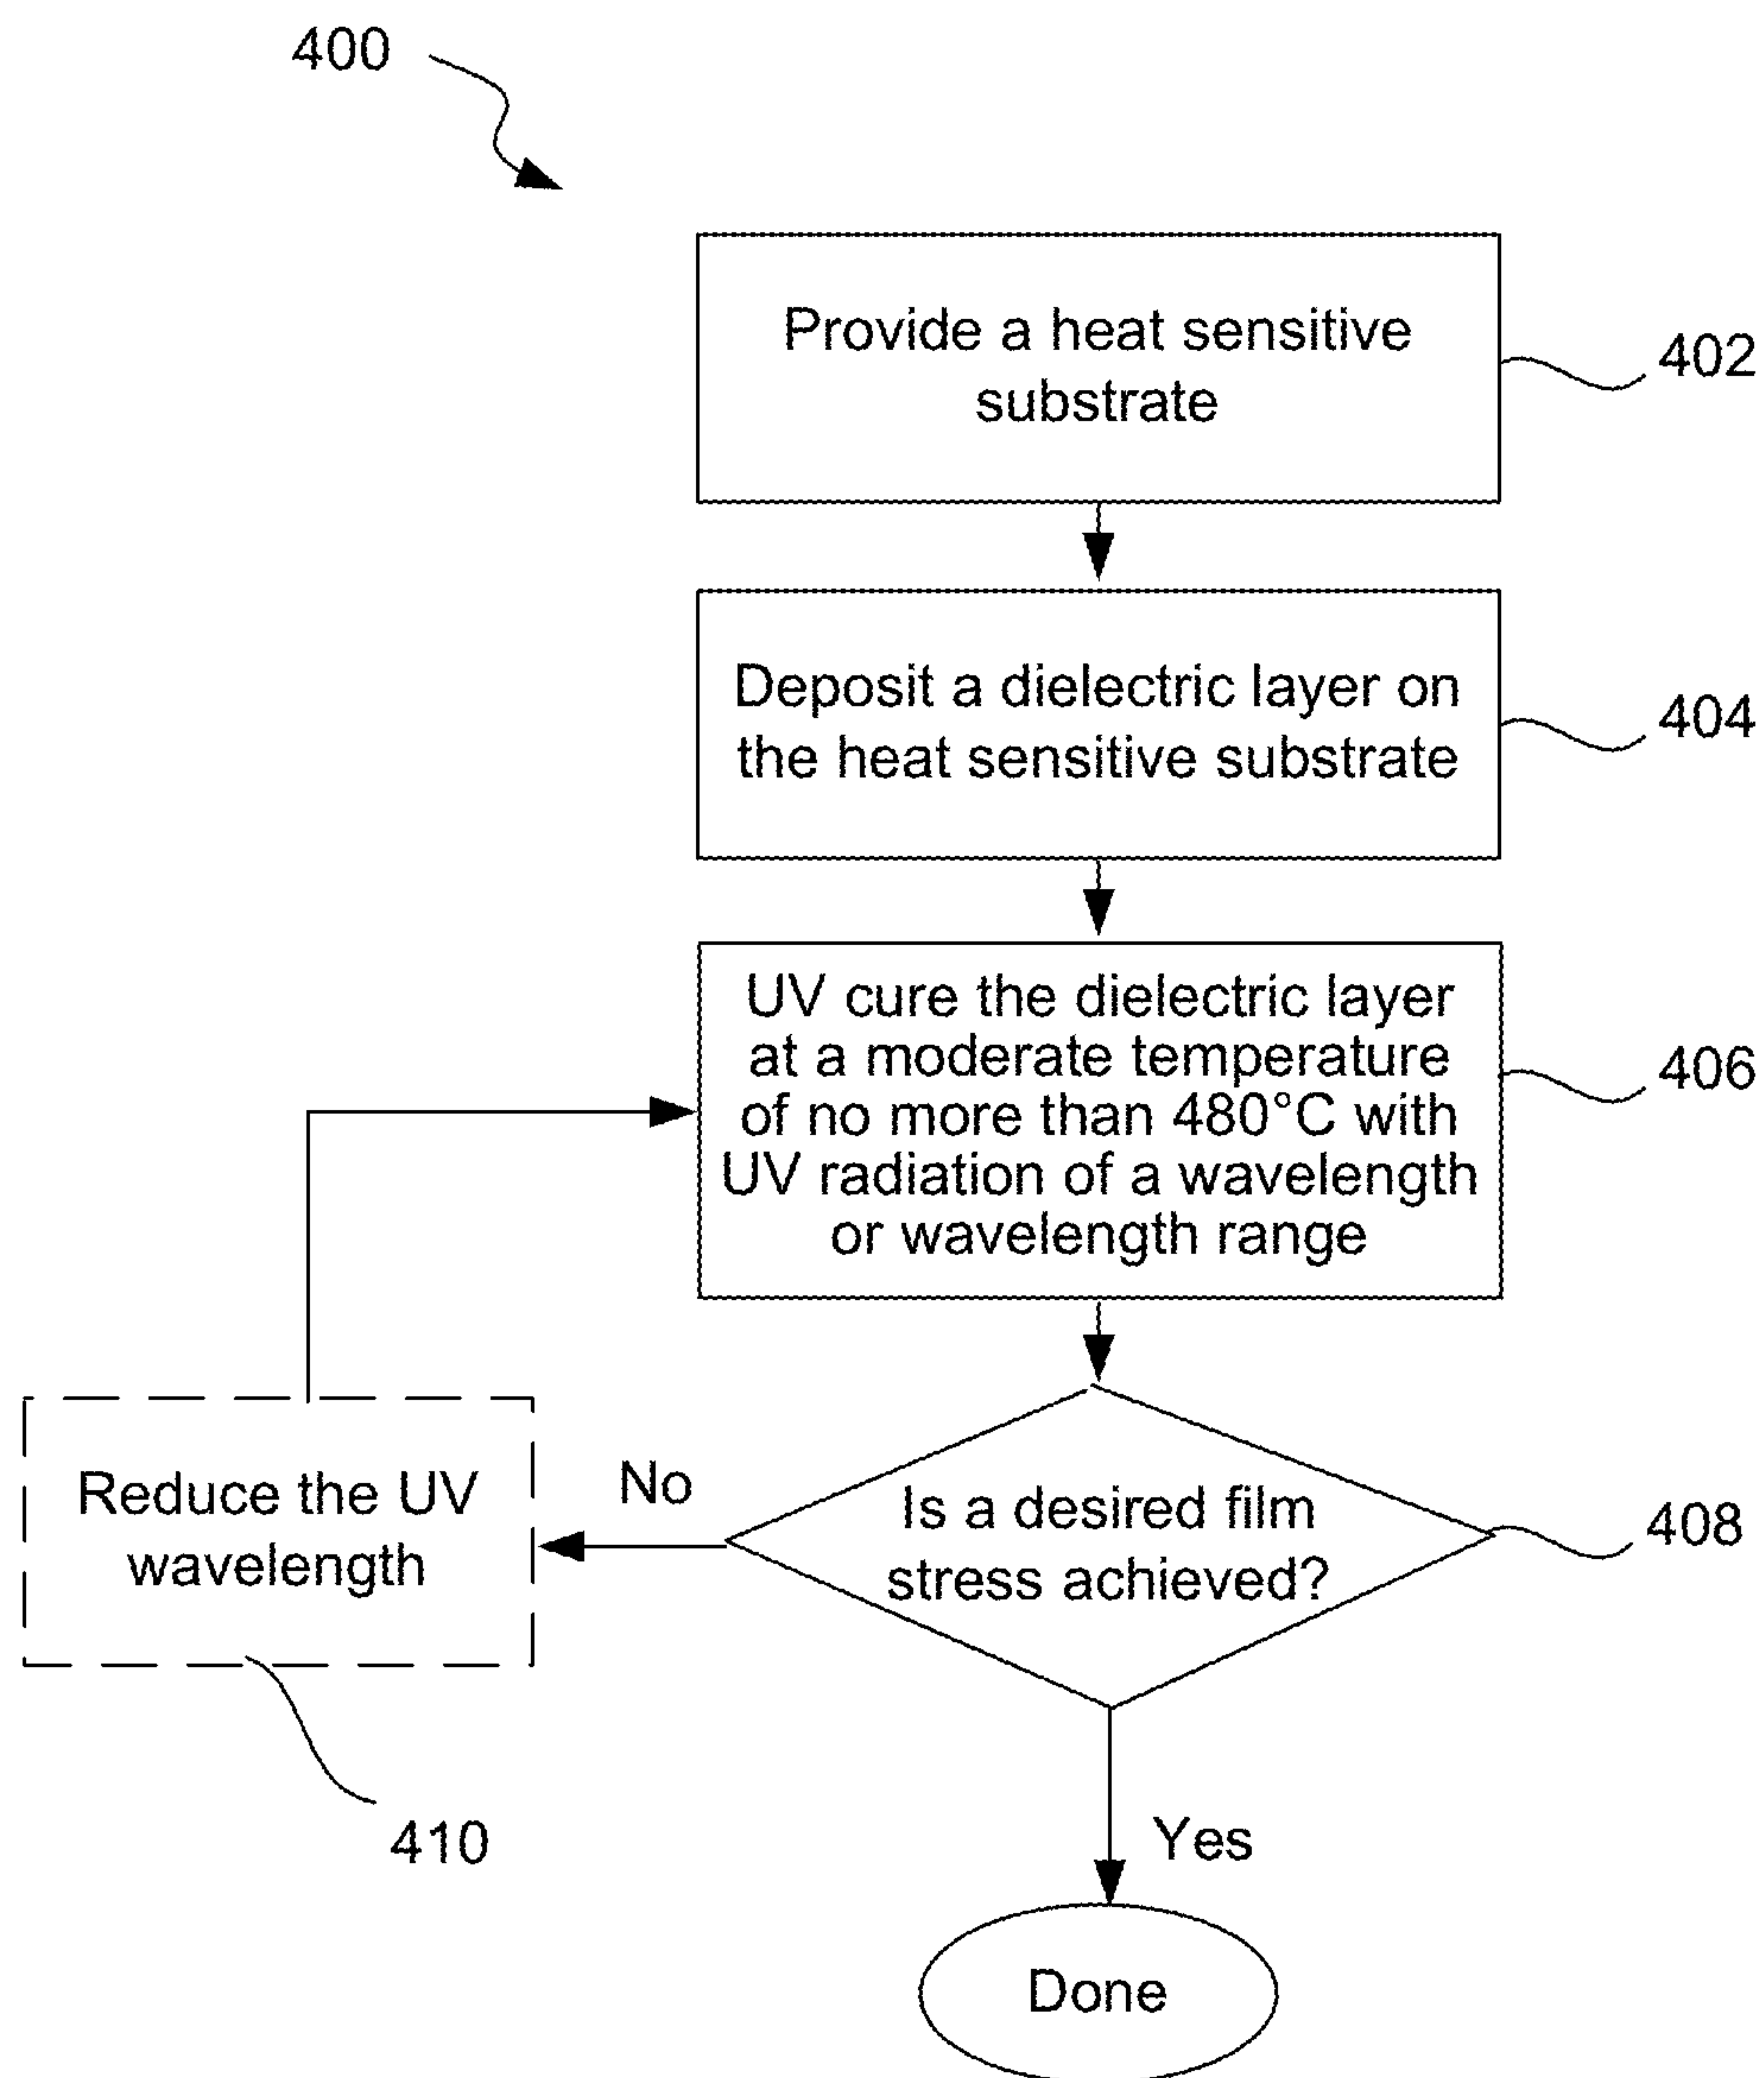 400
Provide a heat sensitive
substrate
402
Deposit a dielectric layer on
the heat sensitive substrate
404
UV cure the dielectric layer
at a moderate temperature
of no more than 480°C with
UV radiation of a wavelength
or wavelength range
406
Is a desired film
stress achieved?
408
No
Reduce the UV
wavelength
410
Yes
Done